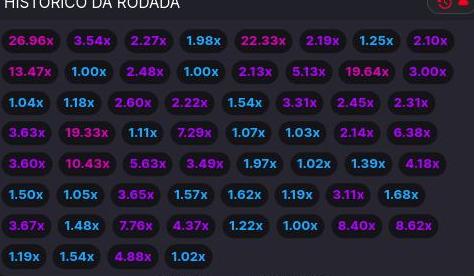 HISTÓRICO DA RODADA
26.96x 3.54x 2.27x 1.98x 22.33x 2.19x 1.25x 2.10x
13.47x 1.00x 2.48x 1.00x 2.13x 5.13x 19.64x 3.00x
1.04x 1.18x 2.60x 2.22x 1.54x 3.31x 2.45x 2.31x
3.63x 19.33x 1.11x 7.29x 1.07x 1.03x 2.14x 6.38x
3.60x 10.43x 5.63x 3.49x 1.97x 1.02x 1.39x 4.18x
1.50x 1.05x 3.65x 1.57x 1.62x 1.19x 3.11x 1.68x
3.67x 1.48x 7.76x 4.37x 1.22x 1.00x 8.40x 8.62x
1.19x 1.54x 4.88x 1.02x